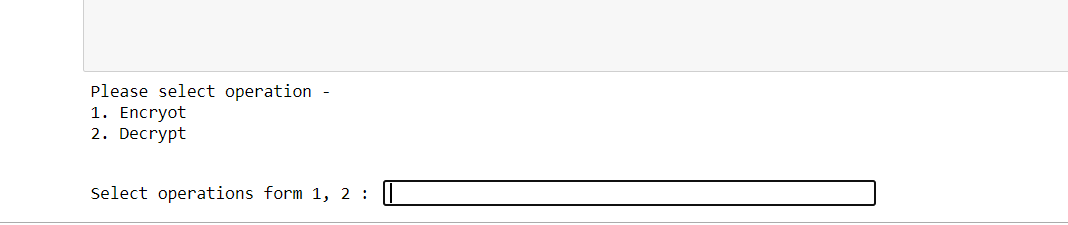 Please select operation -
1. Encryot
2. Decrypt
Select operations form 1, 2 :